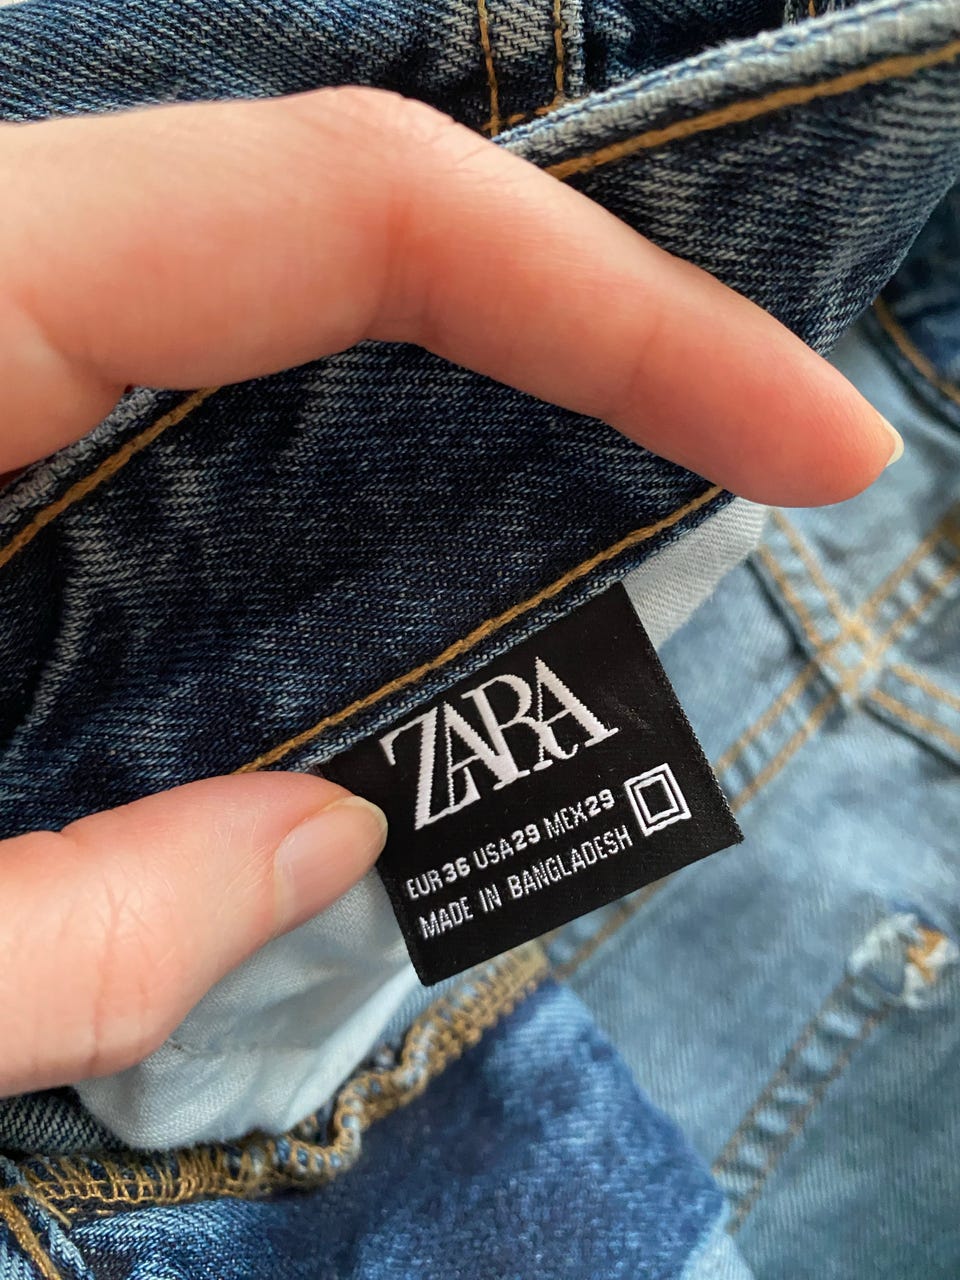 ZARA
EUR 36 USA 29 MEX 29
MADE IN BANGLADESH